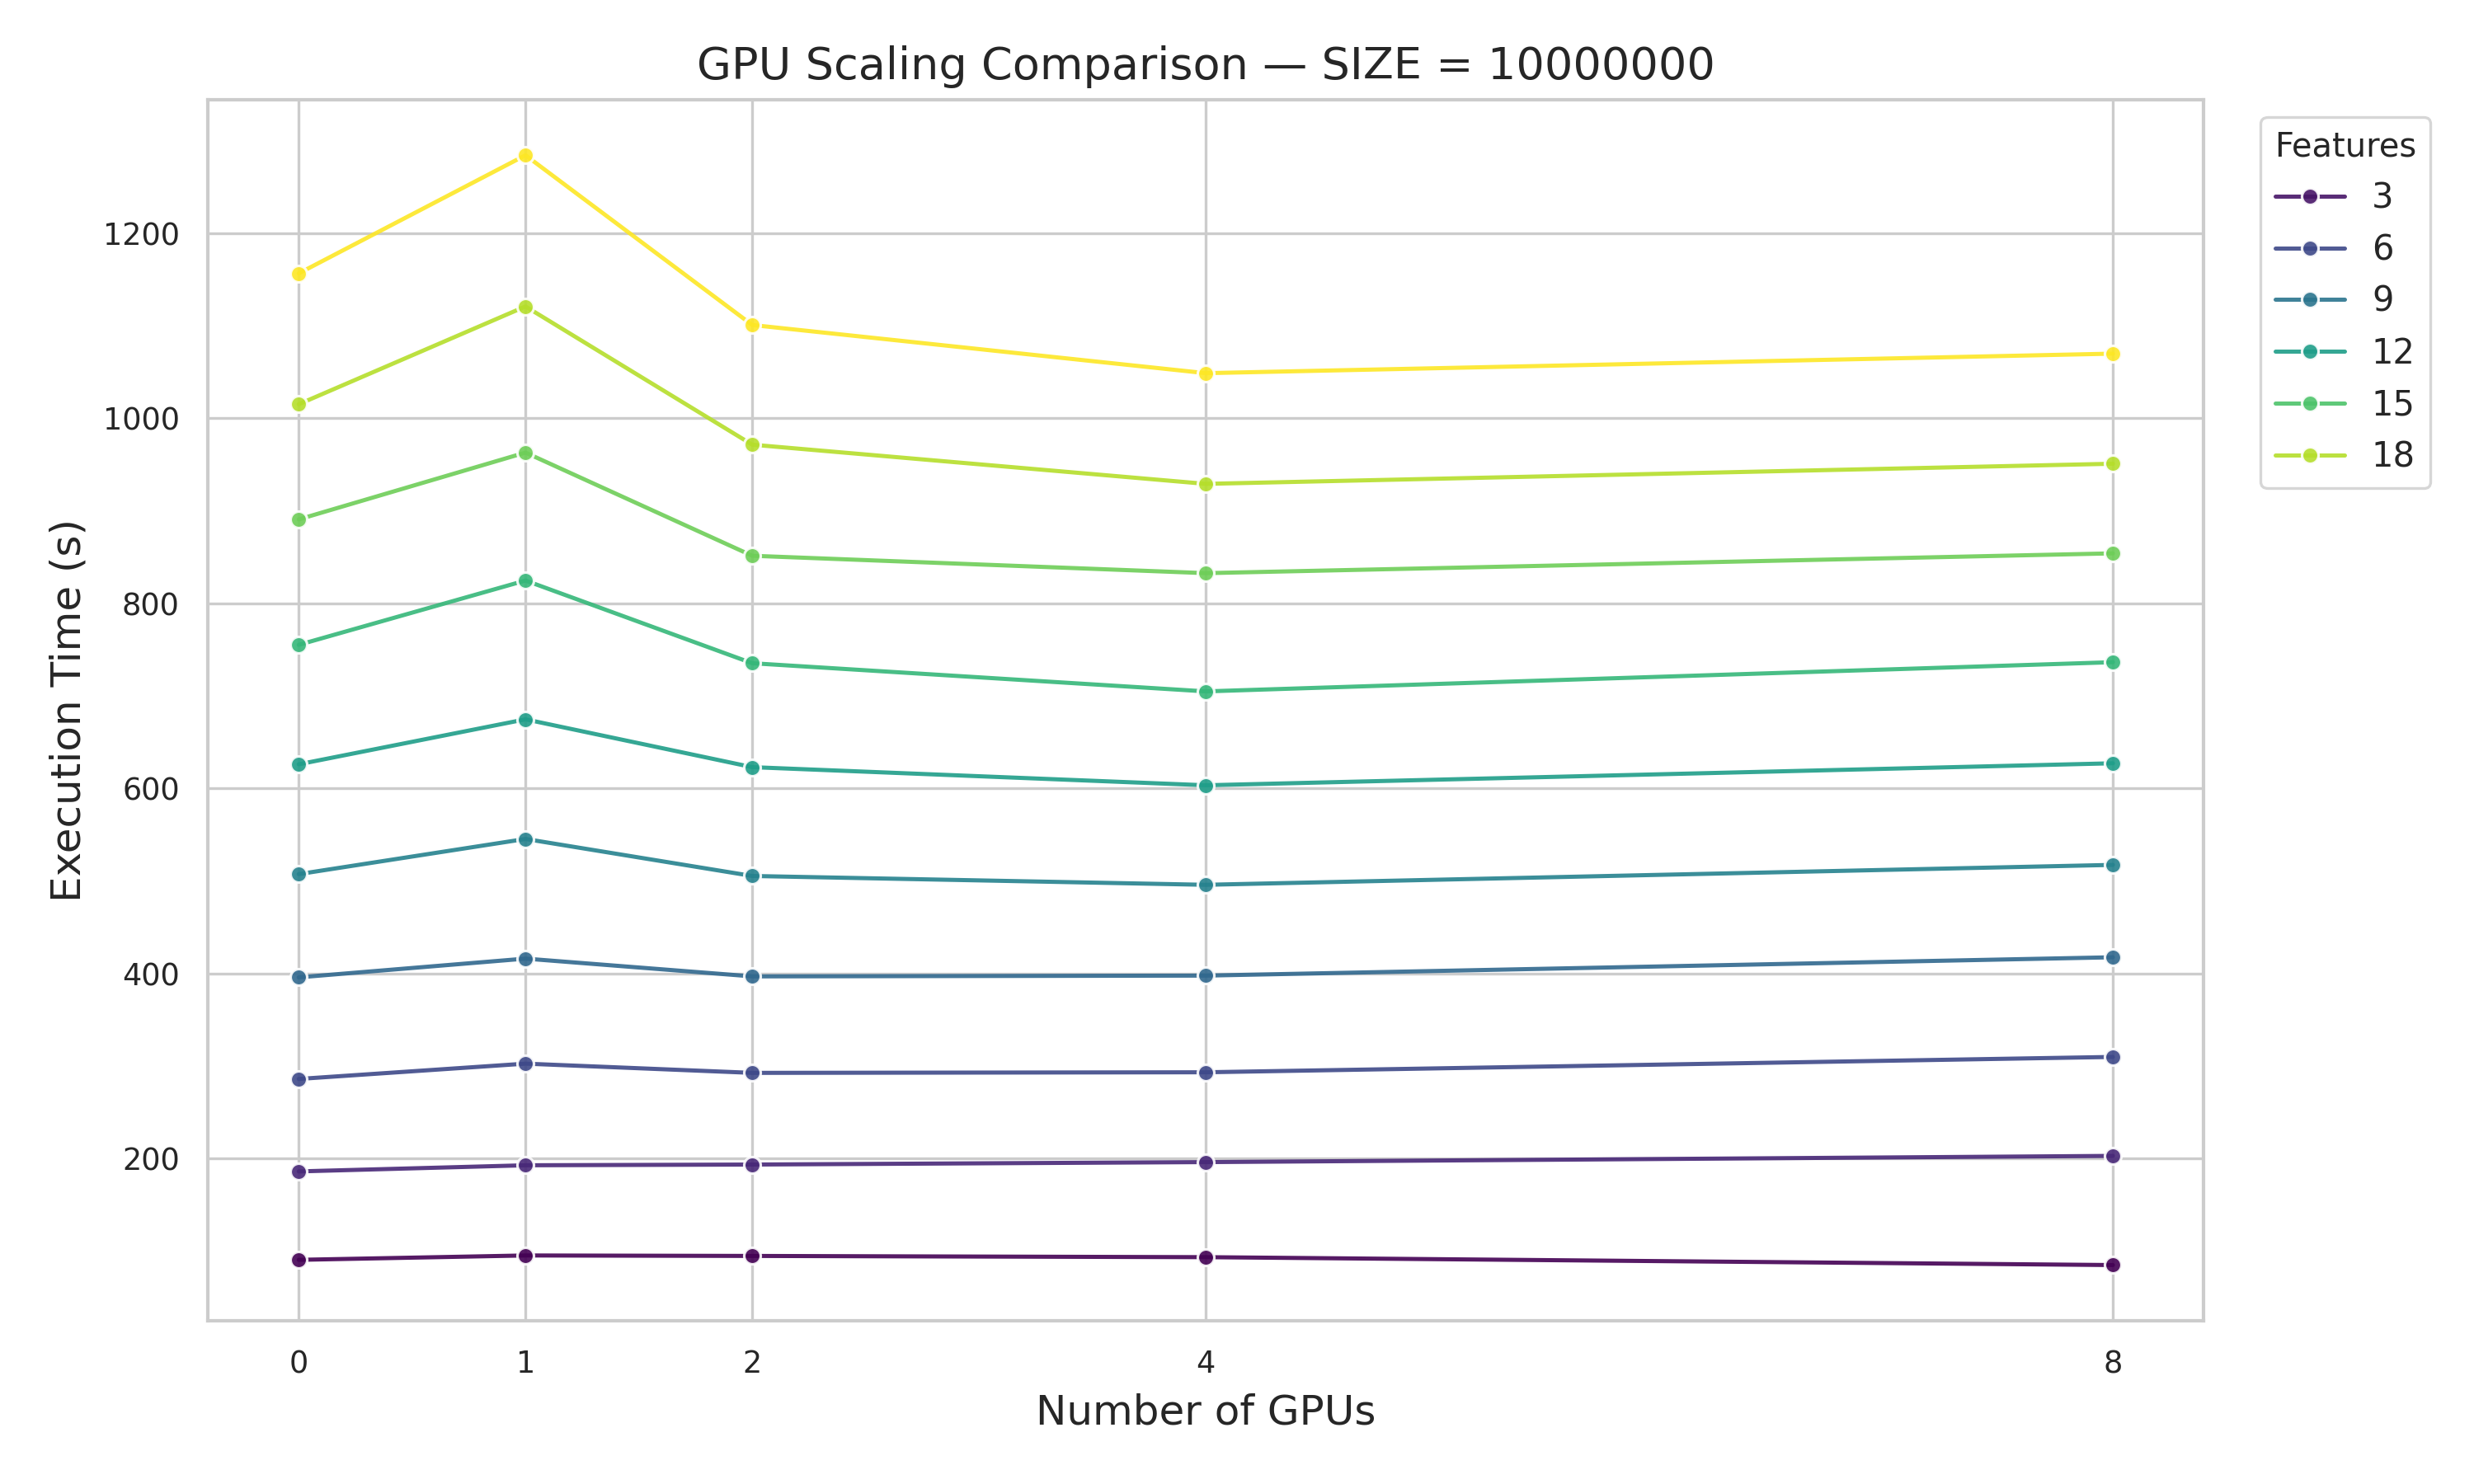 GPU Scaling Comparison — SIZE = 10000000
Features
3
6
9
12
15
18
Execution Time (s)
1200
1000
800
600
400
200
0 1 2 4 8
Number of GPUs